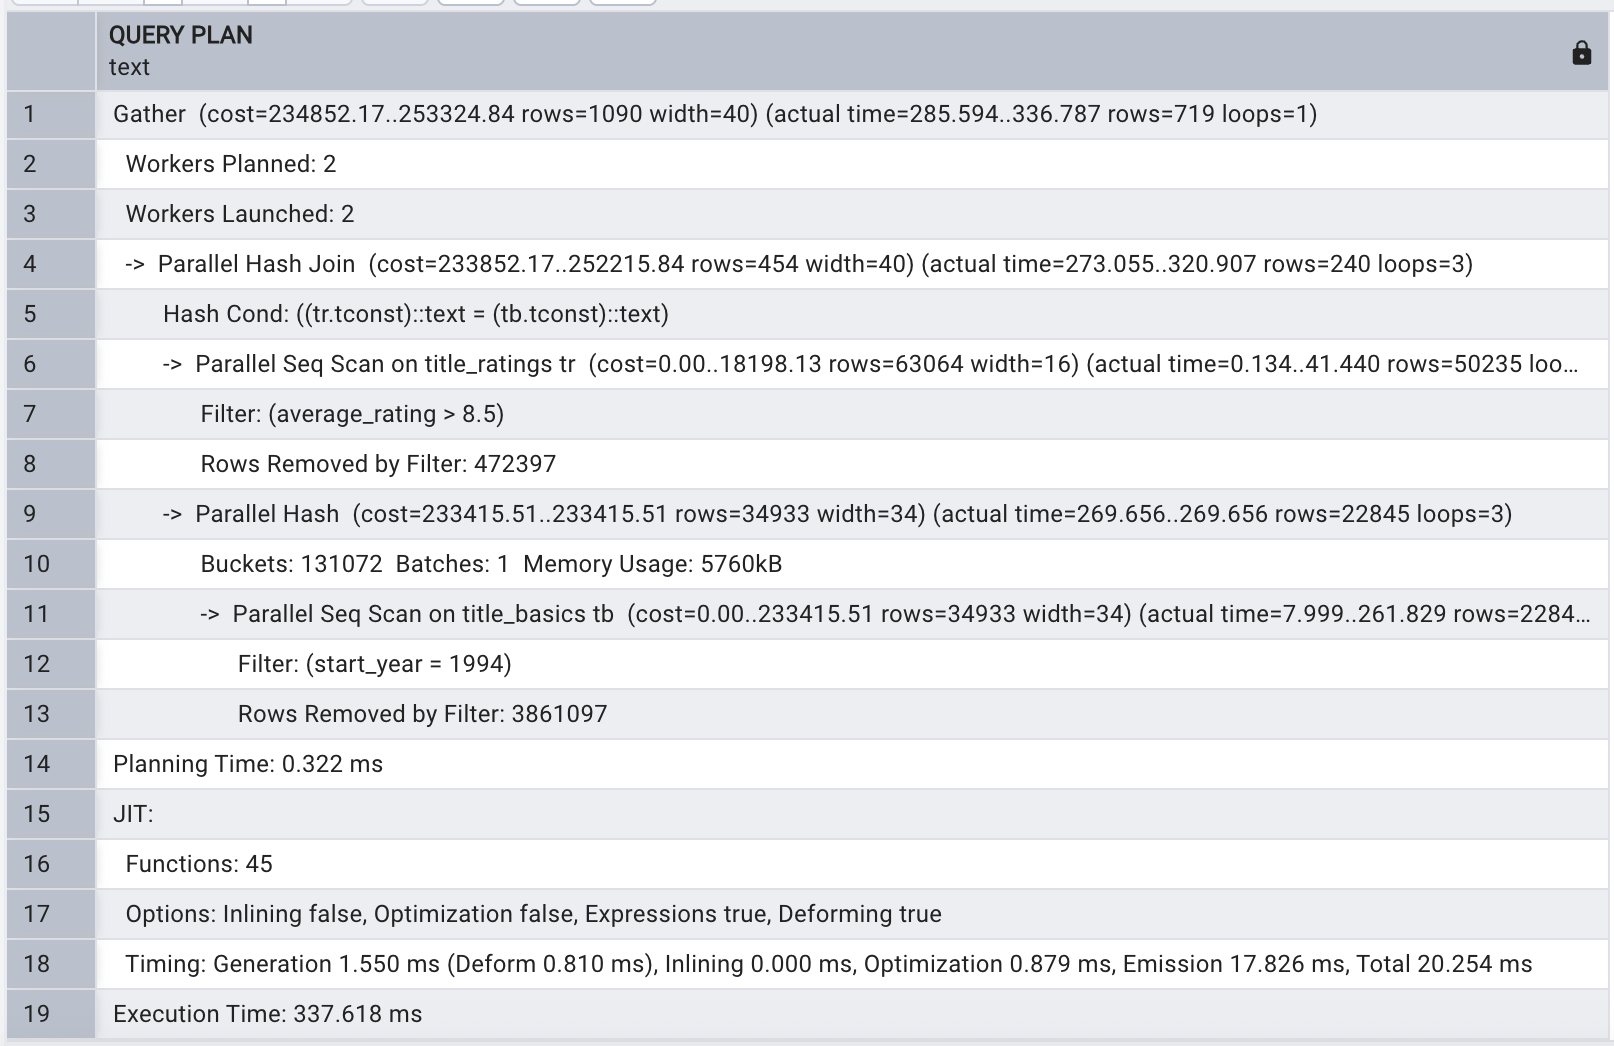 QUERY PLAN
text
1 Gather (cost=234852.17..253324.84 rows=1090 width=40) (actual time=285.594..336.787 rows=719 loops=1)
2 Workers Planned: 2
3 Workers Launched: 2
4 -> Parallel Hash Join (cost=233852.17..252215.84 rows=454 width=40) (actual time=273.055..320.907 rows=240 loops=3)
5 Hash Cond: ((tr.tconst)::text = (tb.tconst)::text)
6 -> Parallel Seq Scan on title_ratings tr (cost=0.00..18198.13 rows=63064 width=16) (actual time=0.134..41.440 rows=50235 loo...
7 Filter: (average_rating > 8.5)
8 Rows Removed by Filter: 472397
9 -> Parallel Hash (cost=233415.51..233415.51 rows=34933 width=34) (actual time=269.656..269.656 rows=22845 loops=3)
10 Buckets: 131072 Batches: 1 Memory Usage: 5760kB
11 -> Parallel Seq Scan on title_basics tb (cost=0.00..233415.51 rows=34933 width=34) (actual time=7.999..261.829 rows=2284...
12 Filter: (start_year = 1994)
13 Rows Removed by Filter: 3861097
14 Planning Time: 0.322 ms
15 JIT:
16 Functions: 45
17 Options: Inlining false, Optimization false, Expressions true, Deforming true
18 Timing: Generation 1.550 ms (Deform 0.810 ms), Inlining 0.000 ms, Optimization 0.879 ms, Emission 17.826 ms, Total 20.254 ms
19 Execution Time: 337.618 ms